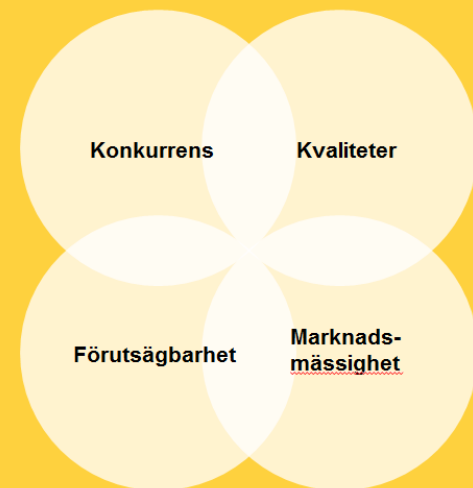 Konkurrens
Kvaliteter
Förutsägbarhet
Marknads-
mässighet